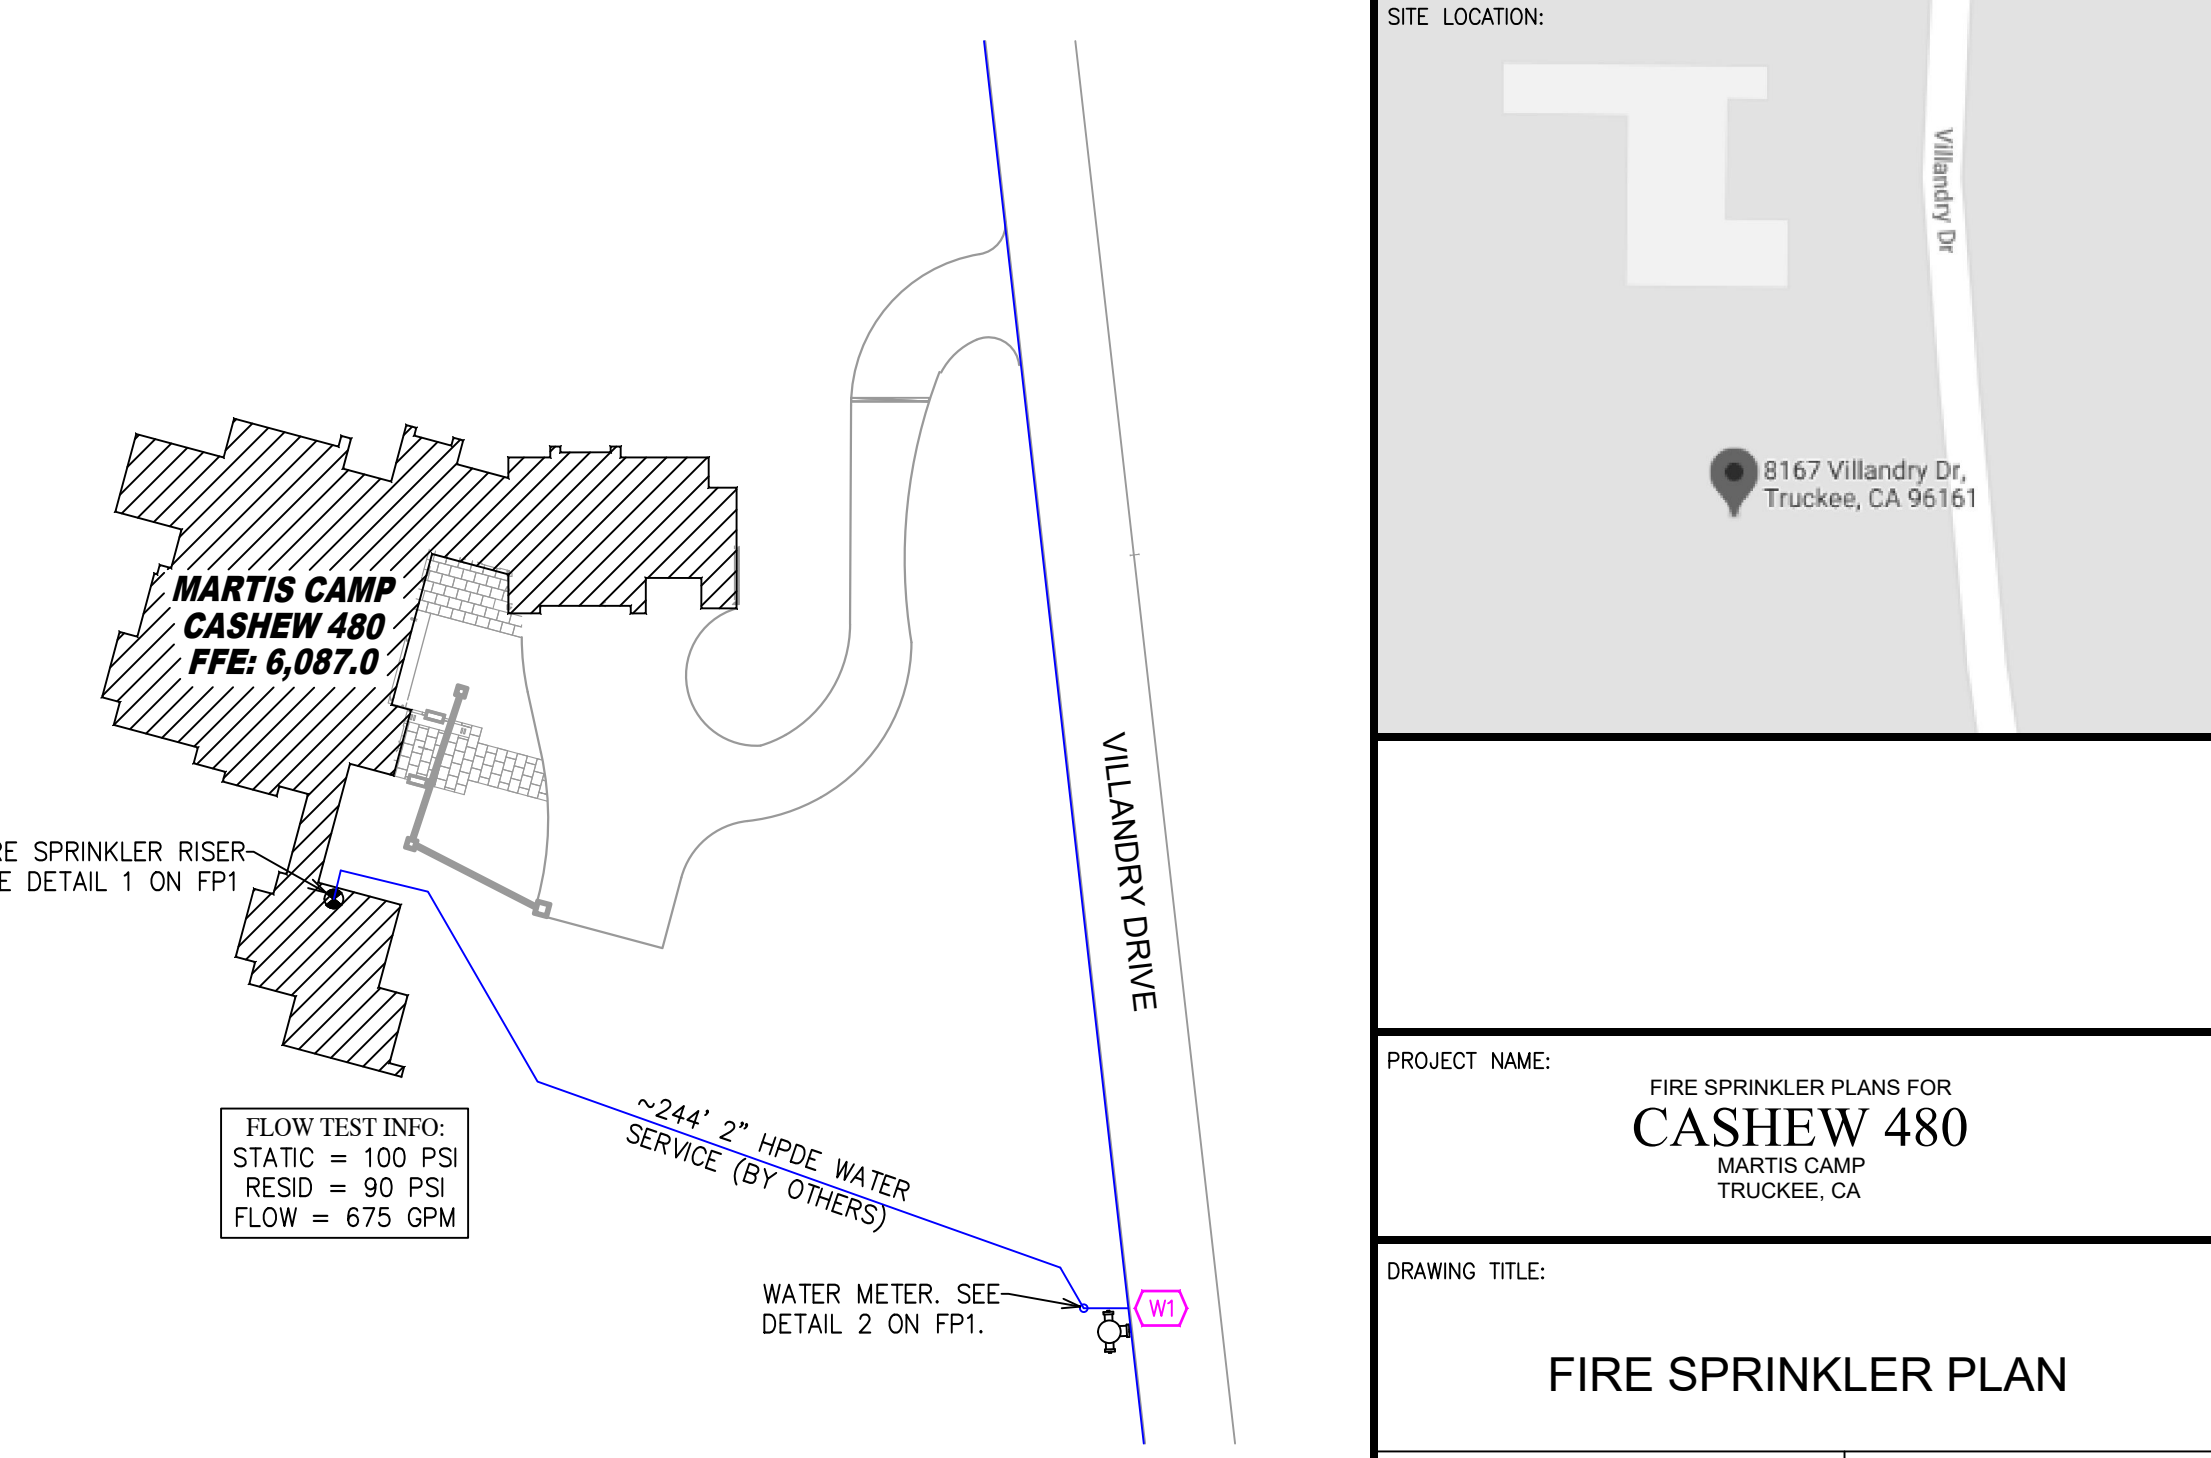 MARTIS CAMP
CASHEW 480
FFE: 6,087.0
SPRINKLER RISER
DETAIL 1 ON FP1
FLOW TEST INFO:
STATIC = 100 PSI
RESID = 90 PSI
FLOW = 675 GPM
~244' 2" HPDE WATER
SERVICE (BY OTHERS)
WATER METER. SEE
DETAIL 2 ON FP1.
W1
VILLANDRY DRIVE
SITE LOCATION:
Villandry Dr
8167 Villandry Dr,
Truckee, CA 96161
PROJECT NAME:
FIRE SPRINKLER PLANS FOR
CASHEW 480
MARTIS CAMP
TRUCKEE, CA
DRAWING TITLE:
FIRE SPRINKLER PLAN